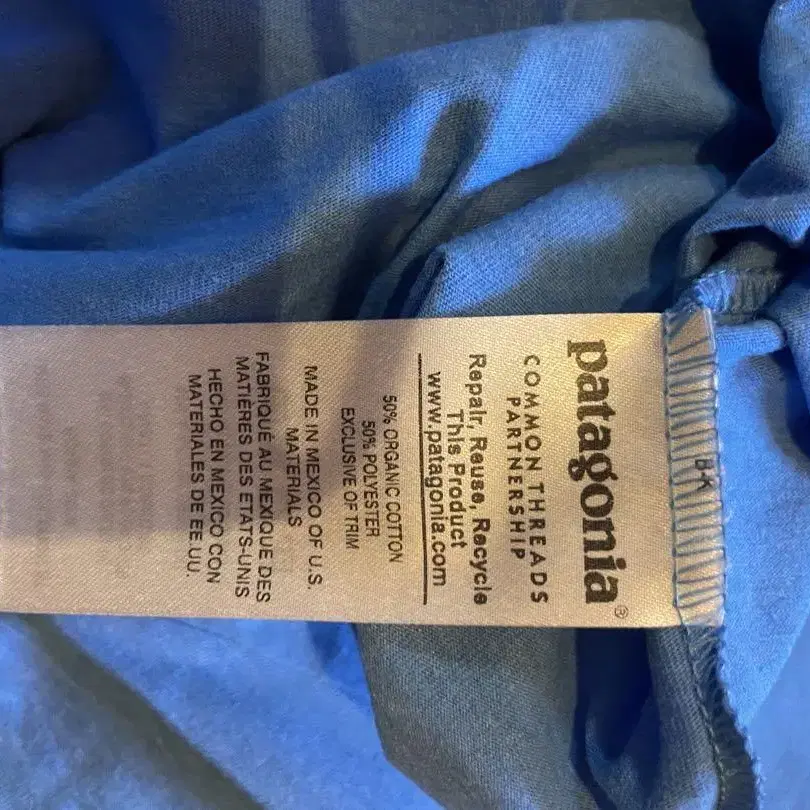 patagonia®
COMMON THREADS
PARTNERSHIP
Repair, Reuse, Recycle
This Product
www.patagonia.com
50% ORGANIC COTTON
50% POLYESTER
EXCLUSIVE OF TRIM
MADE IN MEXICO OF U.S.
MATERIALS
FABRIQUÉ AU MEXIQUE DES
MATIÈRES DES ETATS-UNIS
HECHO EN MEXICO CON
MATERIALES DE EE.UU.